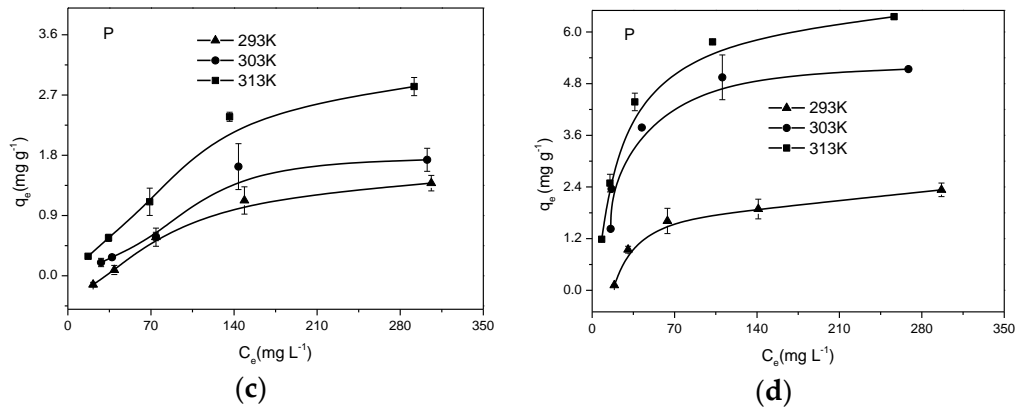 P
293K
303K
313K
3.6
2.7
1.8
0.9
0.0
qe(mg g-1)
0 70 140 210 280 350
Ce(mg L-1)
(c)
P
293K
303K
313K
6.0
4.8
3.6
2.4
1.2
0.0
qe(mg g-1)
0 70 140 210 280 350
Ce(mg L-1)
(d)